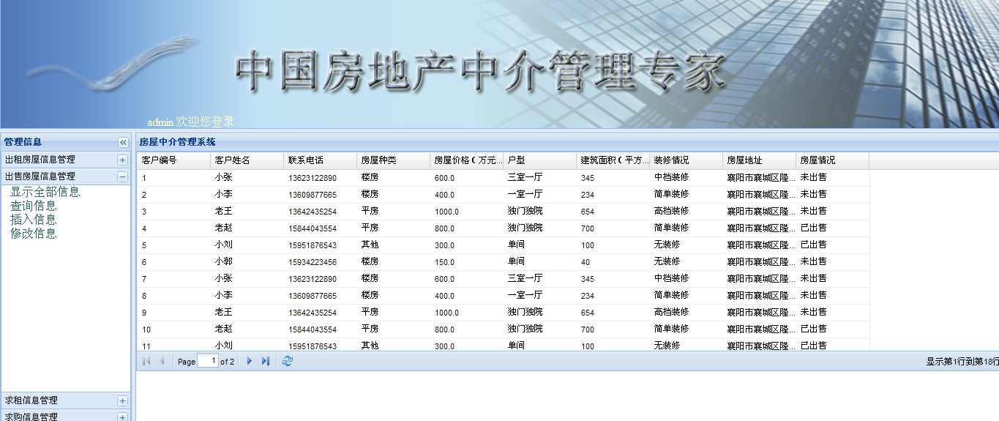 中国房地产中介管理专家
admin 欢迎您登录
管理信息
出租房屋信息管理
出售房屋信息管理
显示全部信息
查询信息
插入信息
修改信息
求租信息管理
求购信息管理
房屋中介管理系统
客户编号 客户姓名 联系电话 房屋种类 房屋价格（万元... 户型 建筑面积（平方... 装修情况 房屋地址 房屋情况
1 小张 13623122890 楼房 600.0 三室一厅 345 中档装修 襄阳市襄城区隆... 未出售
2 小李 13609877665 楼房 400.0 一室一厅 234 简单装修 襄阳市襄城区隆... 未出售
3 老王 13642435254 平房 1000.0 独门独院 654 高档装修 襄阳市襄城区隆... 未出售
4 老赵 15844043554 平房 800.0 独门独院 700 简单装修 襄阳市襄城区隆... 已出售
5 小刘 15951876543 其他 300.0 单间 100 无装修 襄阳市襄城区隆... 已出售
6 小郭 15934223456 楼房 150.0 单间 40 无装修 襄阳市襄城区隆... 未出售
7 小张 13623122890 楼房 600.0 三室一厅 345 中档装修 襄阳市襄城区隆... 未出售
8 小李 13609877665 楼房 400.0 一室一厅 234 简单装修 襄阳市襄城区隆... 未出售
9 老王 13642435254 平房 1000.0 独门独院 654 高档装修 襄阳市襄城区隆... 未出售
10 老赵 15844043554 平房 800.0 独门独院 700 简单装修 襄阳市襄城区隆... 已出售
11 小刘 15951876543 其他 300.0 单间 100 无装修 襄阳市襄城区隆... 已出售
Page 1 of 2 显示第1行到第18行